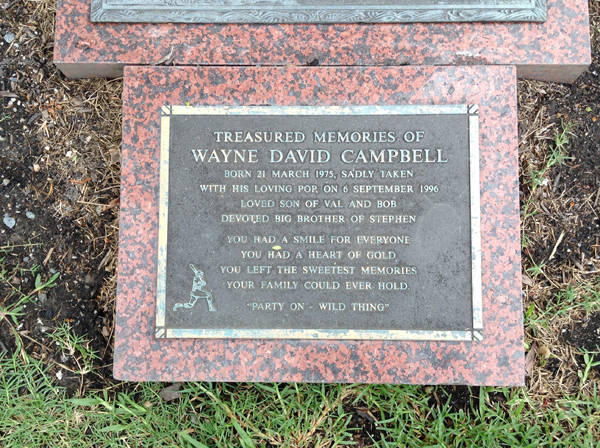 TREASURED MEMORIES OF
WAYNE DAVID CAMPBELL
BORN 21 MARCH 1975, SADLY TAKEN
WITH HIS LOVING POP, ON 6 SEPTEMBER 1996
LOVED SON OF VAL AND BOB
DEVOTED BIG BROTHER OF STEPHEN
YOU HAD A SMILE FOR EVERYONE
YOU HAD A HEART OF GOLD
YOU LEFT THE SWEETEST MEMORIES
YOUR FAMILY COULD EVER HOLD.
"PARTY ON - WILD THING"